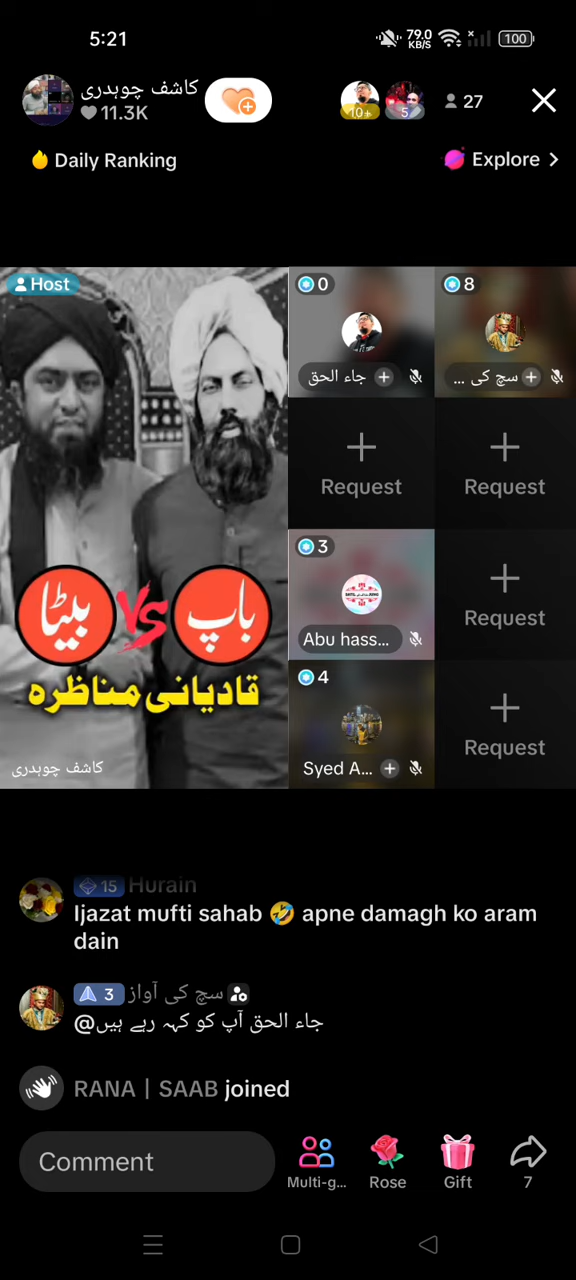 5:21
79.0
KB/S
100
کاشف چوہدری
11.3K
10+
5
27
Daily Ranking
Explore
Host
0
جاء الحق
8
سچ کی ...
Request
Request
بیٹا VS باپ
قادیانی مناظرہ
کاشف چوہدری
3
Abu hass...
Request
4
Syed A...
Request
15 Hurain
Ijazat mufti sahab 🤣 apne damagh ko aram
dain
3 سچ کی آواز
@جاء الحق آپ کو کہہ رہے ہیں
RANA | SAAB joined
Comment
Multi-g...
Rose
Gift
7